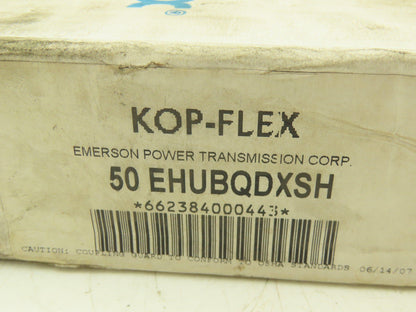 KOP-FLEX
EMERSON POWER TRANSMISSION CORP.
50 EHUBQDXSH
*662384000443*
CAUTION: COUPLING GUARD TO CONFORM TO OSHA STANDARDS 06/14/07